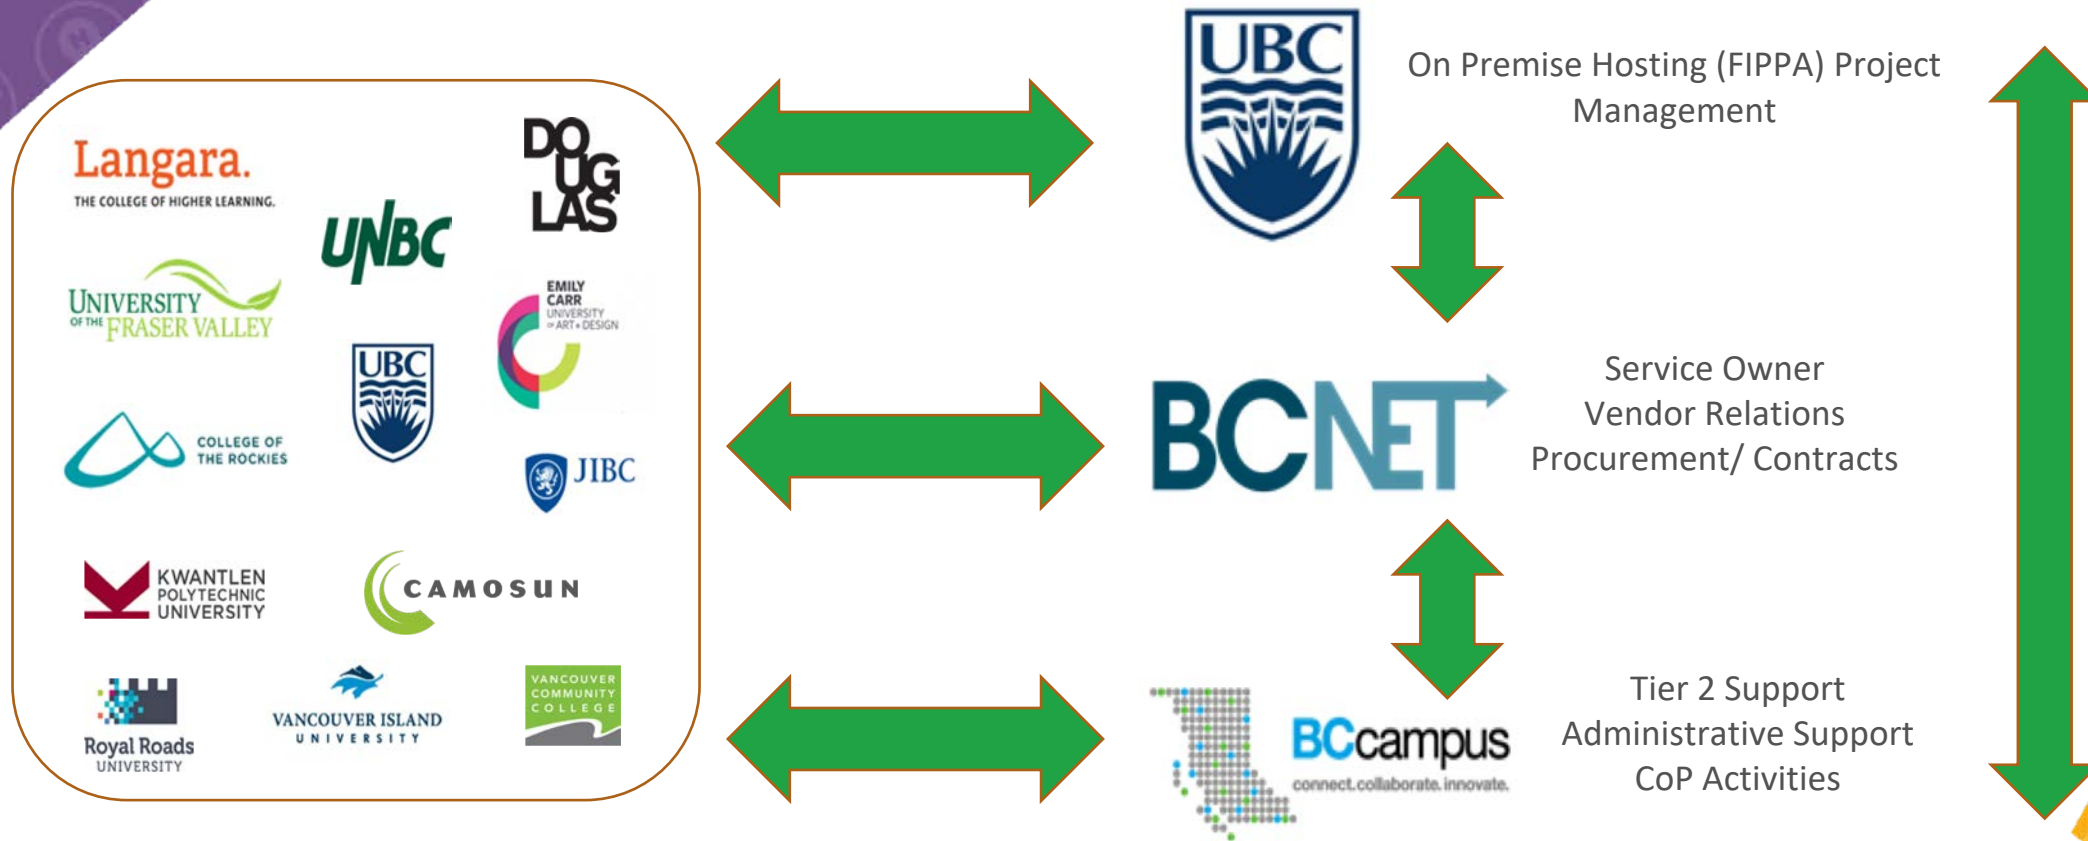 Langara.
THE COLLEGE OF HIGHER LEARNING.
UNBC
DO
UG
LAS
UNIVERSITY
OF THE FRASER VALLEY
UBC
EMILY
CARR
UNIVERSITY
OF ART + DESIGN
COLLEGE OF
THE ROCKIES
JIBC
KWANTLEN
POLYTECHNIC
UNIVERSITY
CAMOSUN
Royal Roads
UNIVERSITY
VANCOUVER ISLAND
UNIVERSITY
VANCOUVER
COMMUNITY
COLLEGE
UBC
On Premise Hosting (FIPPA) Project
Management
BCNET
Service Owner
Vendor Relations
Procurement/ Contracts
BCcampus
connect.collaborate.innovate.
Tier 2 Support
Administrative Support
CoP Activities